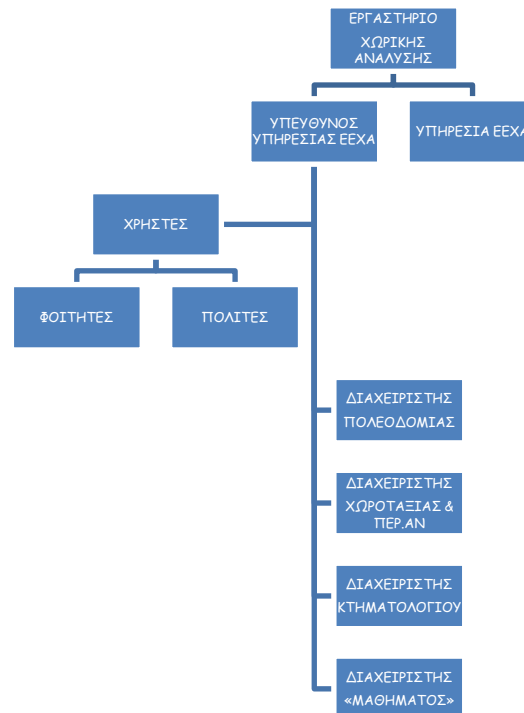 ΕΡΓΑΣΤΗΡΙΟ
ΧΩΡΙΚΗΣ
ΑΝΑΛΥΣΗΣ
ΥΠΕΥΘΥΝΟΣ
ΥΠΗΡΕΣΙΑΣ ΕΕΧΑ
ΥΠΗΡΕΣΙΑ ΕΕΧΑ
ΧΡΗΣΤΕΣ
ΦΟΙΤΗΤΕΣ
ΠΟΛΙΤΕΣ
ΔΙΑΧΕΙΡΙΣΤΗΣ
ΠΟΛΕΟΔΟΜΙΑΣ
ΔΙΑΧΕΙΡΙΣΤΗΣ
ΧΩΡΟΤΑΞΙΑΣ &
ΠΕΡ.ΑΝ
ΔΙΑΧΕΙΡΙΣΤΗΣ
ΚΤΗΜΑΤΟΛΟΓΙΟΥ
ΔΙΑΧΕΙΡΙΣΤΗΣ
«ΜΑΘΗΜΑΤΟΣ»